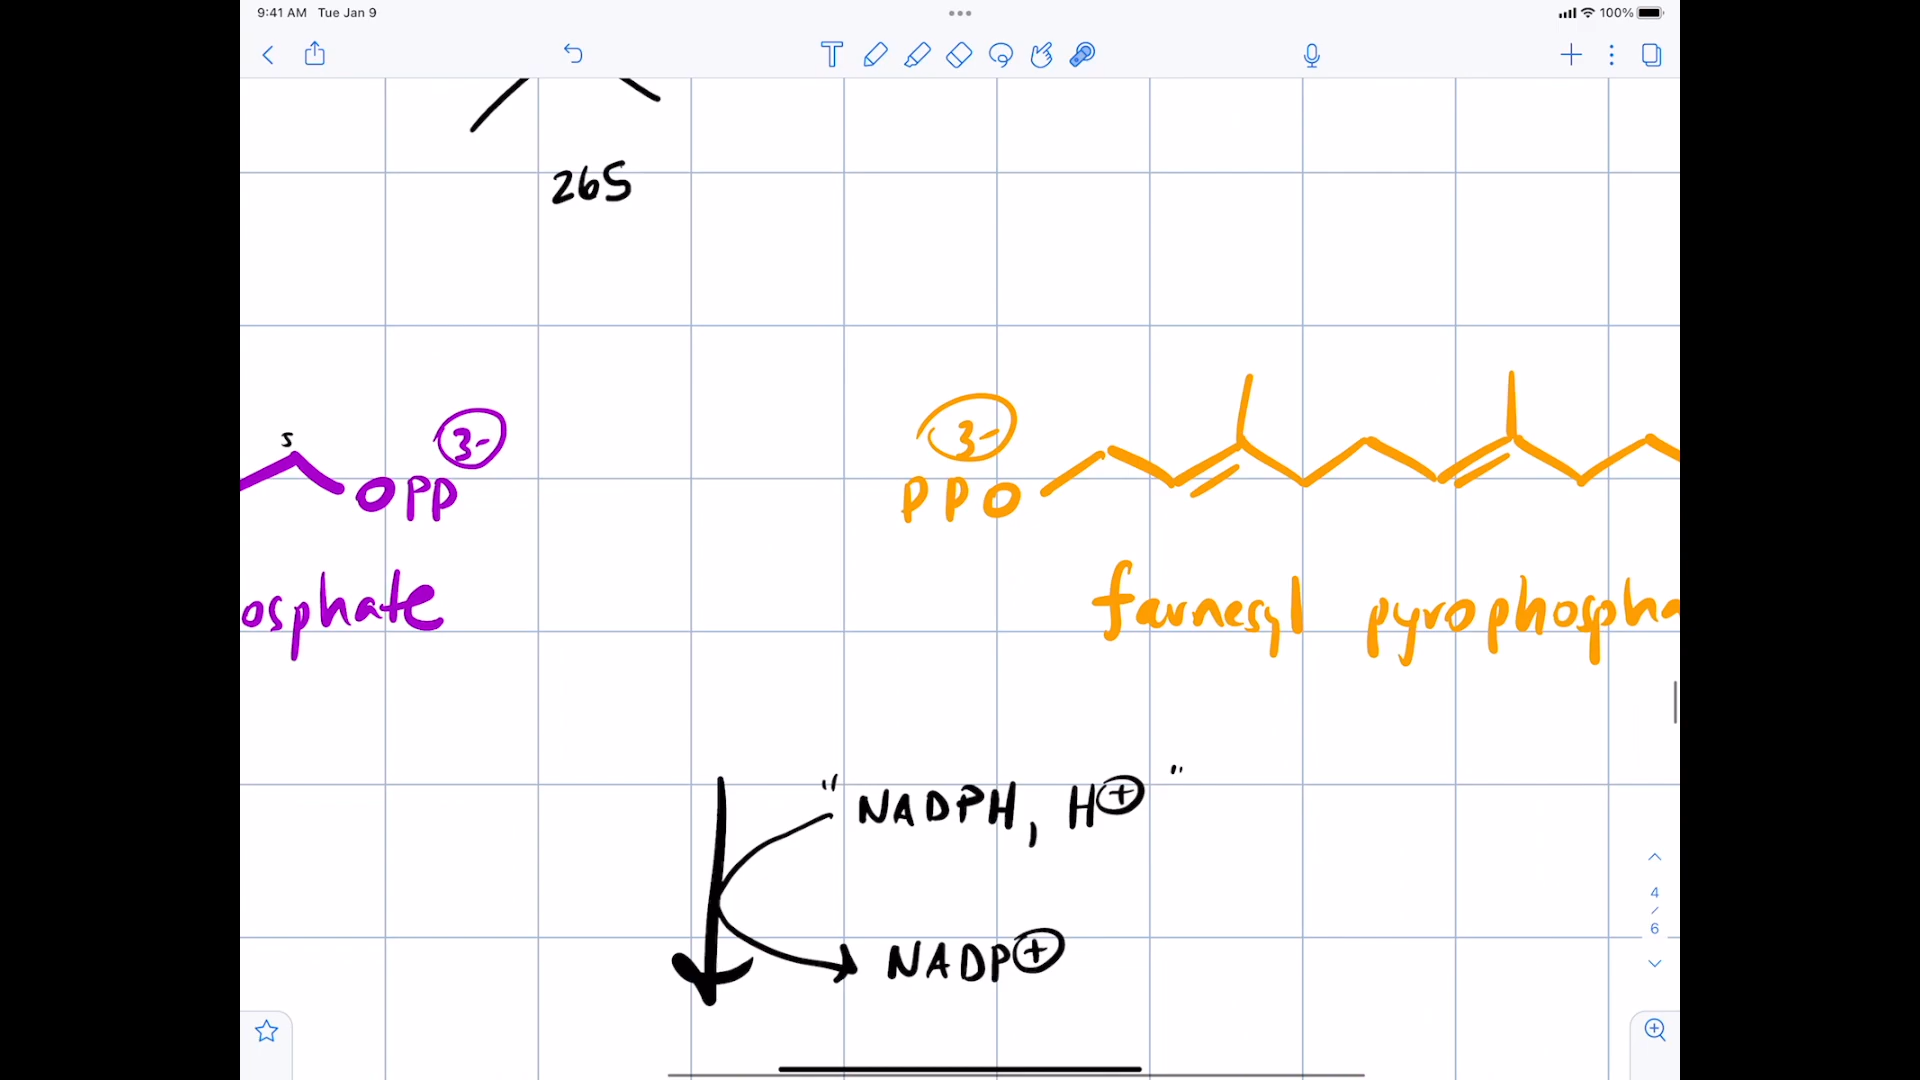 9:41 AM Tue Jan 9
100%
T
26S
s
3-
OPP
3-
PPO
osphate
farnesyl pyrophospha
"NADPH, H+"
NADP+
4
/
6